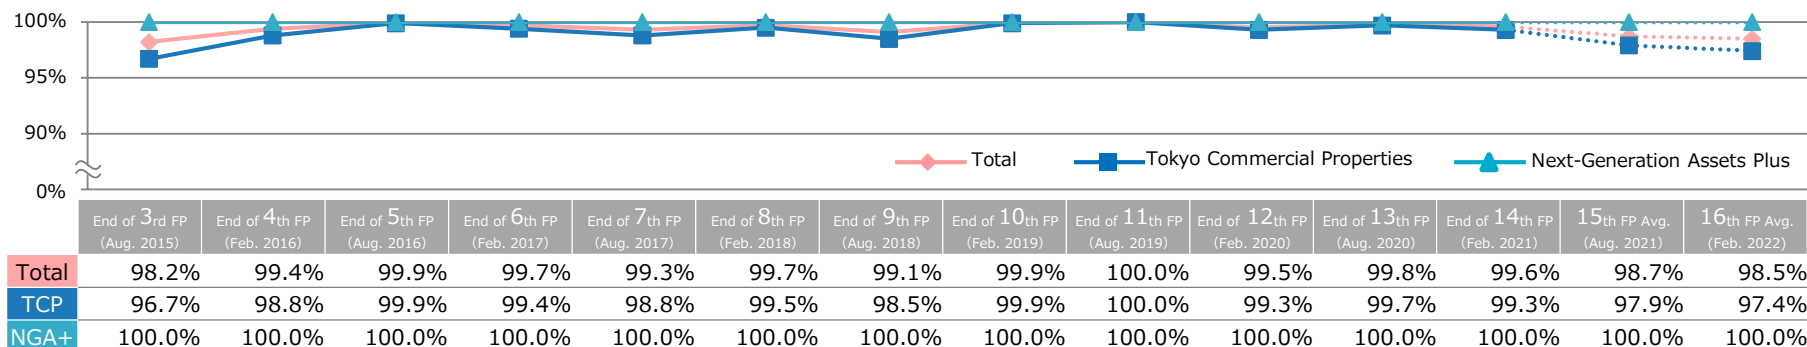 100%
95%
90%
0%
Total
Tokyo Commercial Properties
Next-Generation Assets Plus
End of 3rd FP (Aug. 2015) End of 4th FP (Feb. 2016) End of 5th FP (Aug. 2016) End of 6th FP (Feb. 2017) End of 7th FP (Aug. 2017) End of 8th FP (Feb. 2018) End of 9th FP (Aug. 2018) End of 10th FP (Feb. 2019) End of 11th FP (Aug. 2019) End of 12th FP (Feb. 2020) End of 13th FP (Aug. 2020) End of 14th FP (Feb. 2021) 15th FP Avg. (Aug. 2021) 16th FP Avg. (Feb. 2022)
Total 98.2% 99.4% 99.9% 99.7% 99.3% 99.7% 99.1% 99.9% 100.0% 99.5% 99.8% 99.6% 98.7% 98.5%
TCP 96.7% 98.8% 99.9% 99.4% 98.8% 99.5% 98.5% 99.9% 100.0% 99.3% 99.7% 99.3% 97.9% 97.4%
NGA+ 100.0% 100.0% 100.0% 100.0% 100.0% 100.0% 100.0% 100.0% 100.0% 100.0% 100.0% 100.0% 100.0% 100.0%